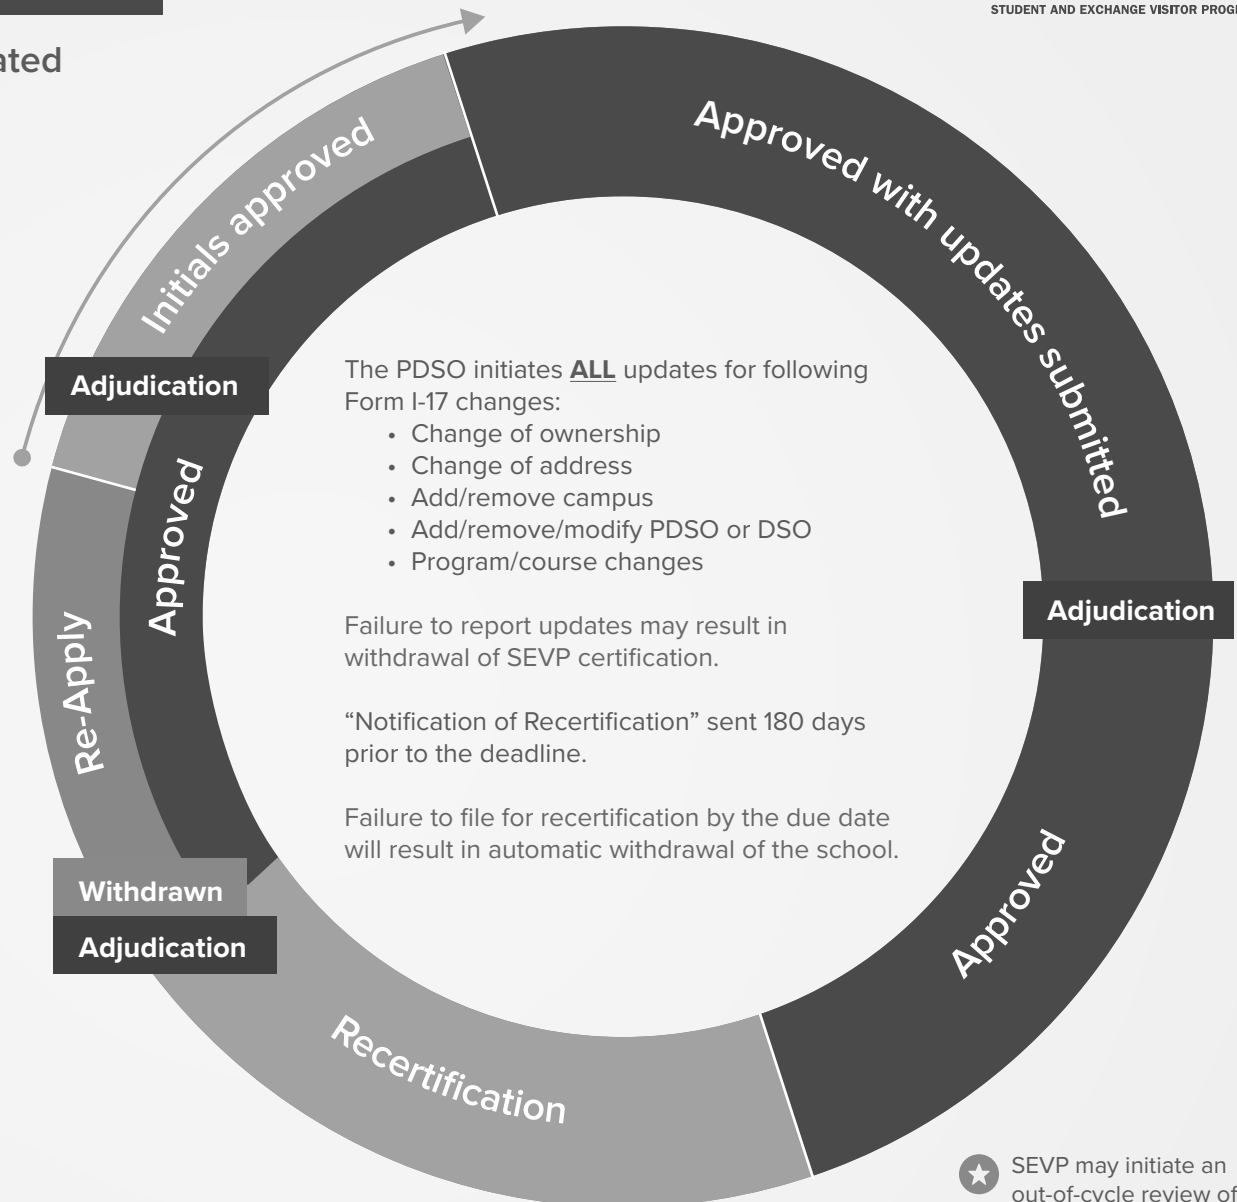 STUDENT AND EXCHANGE VISITOR
Initials approved
Approved with updates submitted
Adjudication
The PDSO initiates ALL updates for following
Form I-17 changes:
• Change of ownership
• Change of address
• Add/remove campus
• Add/remove/modify PDSO or DSO
• Program/course changes
Approved
Adjudication
Re-Apply
Failure to report updates may result in
withdrawal of SEVP certification.
“Notification of Recertification” sent 180 days
prior to the deadline.
Failure to file for recertification by the due date
will result in automatic withdrawal of the school.
Approved
Withdrawn
Adjudication
Recertification
SEVP may initiate an
out-of-cycle review of